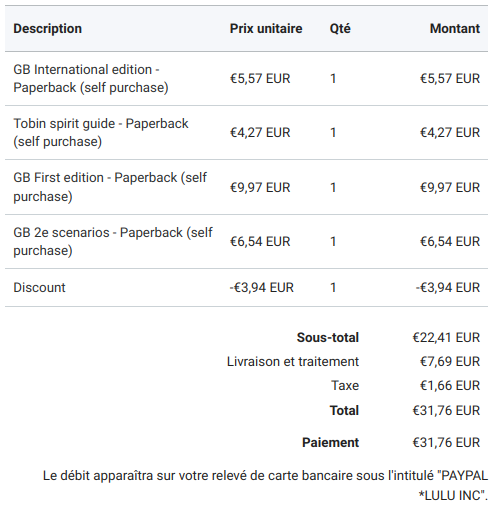 Description Prix unitaire Qté Montant
GB International edition - Paperback (self purchase) €5,57 EUR 1 €5,57 EUR
Tobin spirit guide - Paperback (self purchase) €4,27 EUR 1 €4,27 EUR
GB First edition - Paperback (self purchase) €9,97 EUR 1 €9,97 EUR
GB 2e scenarios - Paperback (self purchase) €6,54 EUR 1 €6,54 EUR
Discount -€3,94 EUR 1 -€3,94 EUR
Sous-total €22,41 EUR
Livraison et traitement €7,69 EUR
Taxe €1,66 EUR
Total €31,76 EUR
Paiement €31,76 EUR
Le débit apparaîtra sur votre relevé de carte bancaire sous l'intitulé "PAYPAL
*LULU INC".